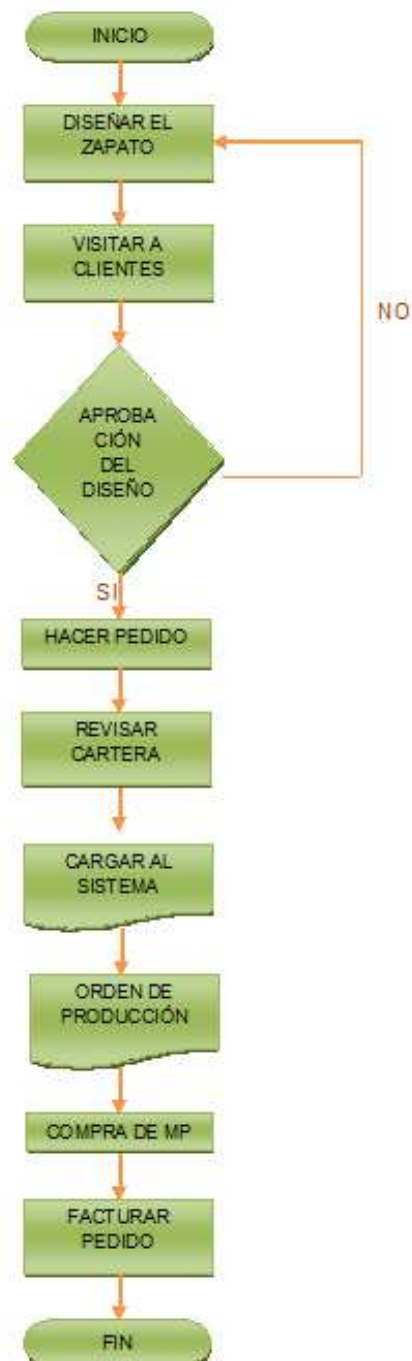 INICIO
DISEÑAR EL
ZAPATO
VISITAR A
CLIENTES
NO
APROBA
CIÓN
DEL
DISEÑO
SI
HACER PEDIDO
REVISAR
CARTERA
CARGAR AL
SISTEMA
ORDEN DE
PRODUCCIÓN
COMPRA DE MP
FACTURAR
PEDIDO
FIN